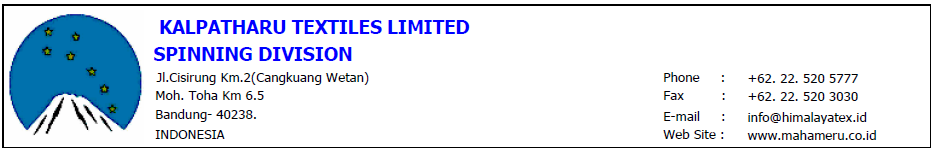 KALPATHARU TEXTILES LIMITED
SPINNING DIVISION
Jl.Cisirung Km.2(Cangkuang Wetan)
Moh. Toha Km 6.5
Bandung- 40238.
INDONESIA
Phone : +62. 22. 520 5777
Fax : +62. 22. 520 3030
E-mail : info@himalayatex.id
Web Site : www.mahameru.co.id